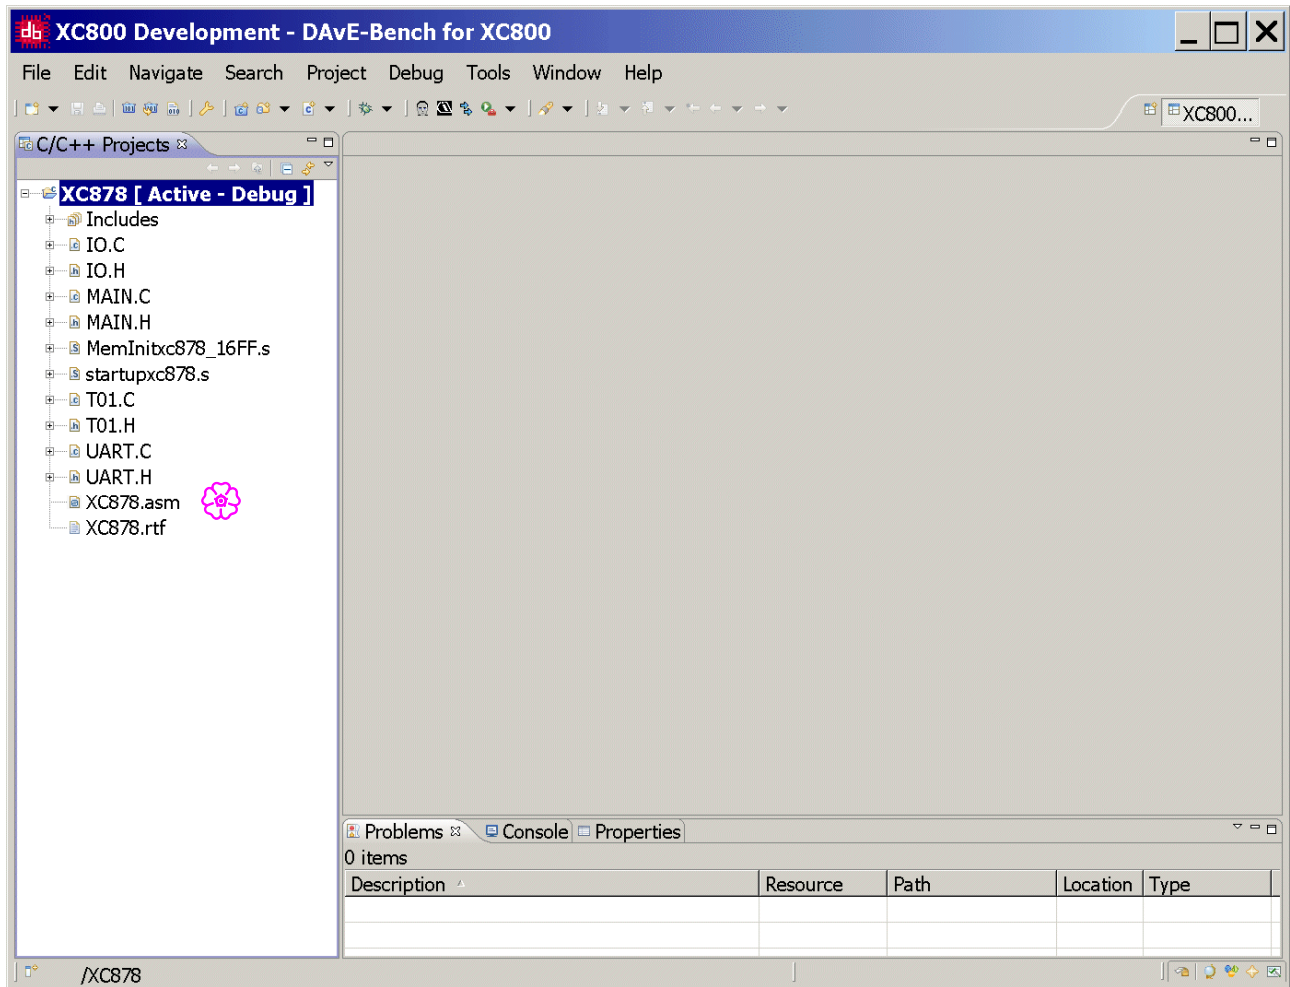 XC800 Development - DAvE-Bench for XC800
File Edit Navigate Search Project Debug Tools Window Help
XC800...
C/C++ Projects
XC878 [ Active - Debug ]
Includes
IO.C
IO.H
MAIN.C
MAIN.H
MemInitxc878_16FF.s
startupxc878.s
T01.C
T01.H
UART.C
UART.H
XC878.asm
XC878.rtf
Problems Console Properties
0 items
Description Resource Path Location Type
/XC878